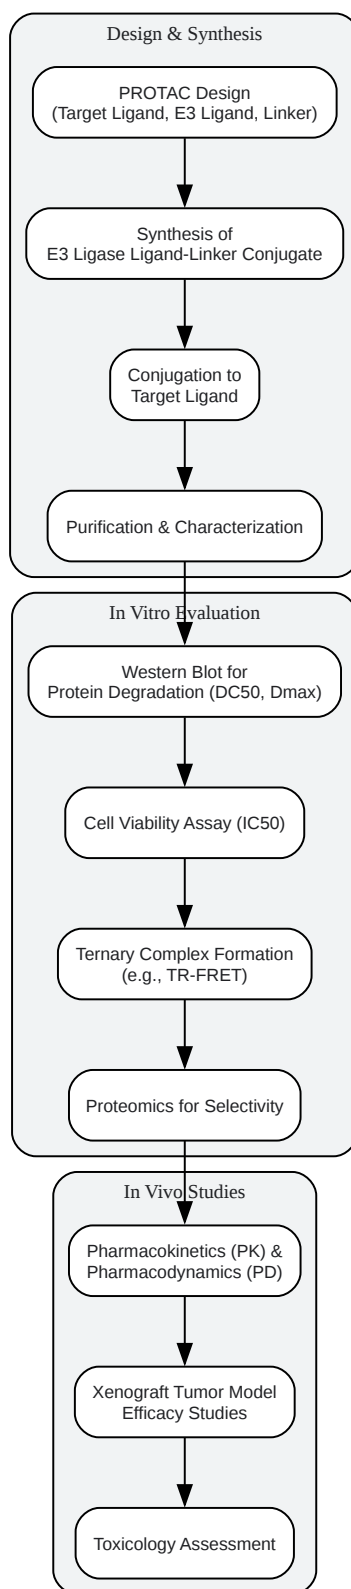 Design & Synthesis
PROTAC Design
(Target Ligand, E3 Ligand, Linker)
Synthesis of
E3 Ligase Ligand-Linker Conjugate
Conjugation to
Target Ligand
Purification & Characterization
In Vitro Evaluation
Western Blot for
Protein Degradation (DC50, Dmax)
Cell Viability Assay (IC50)
Ternary Complex Formation
(e.g., TR-FRET)
Proteomics for Selectivity
In Vivo Studies
Pharmacokinetics (PK) &
Pharmacodynamics (PD)
Xenograft Tumor Model
Efficacy Studies
Toxicology Assessment